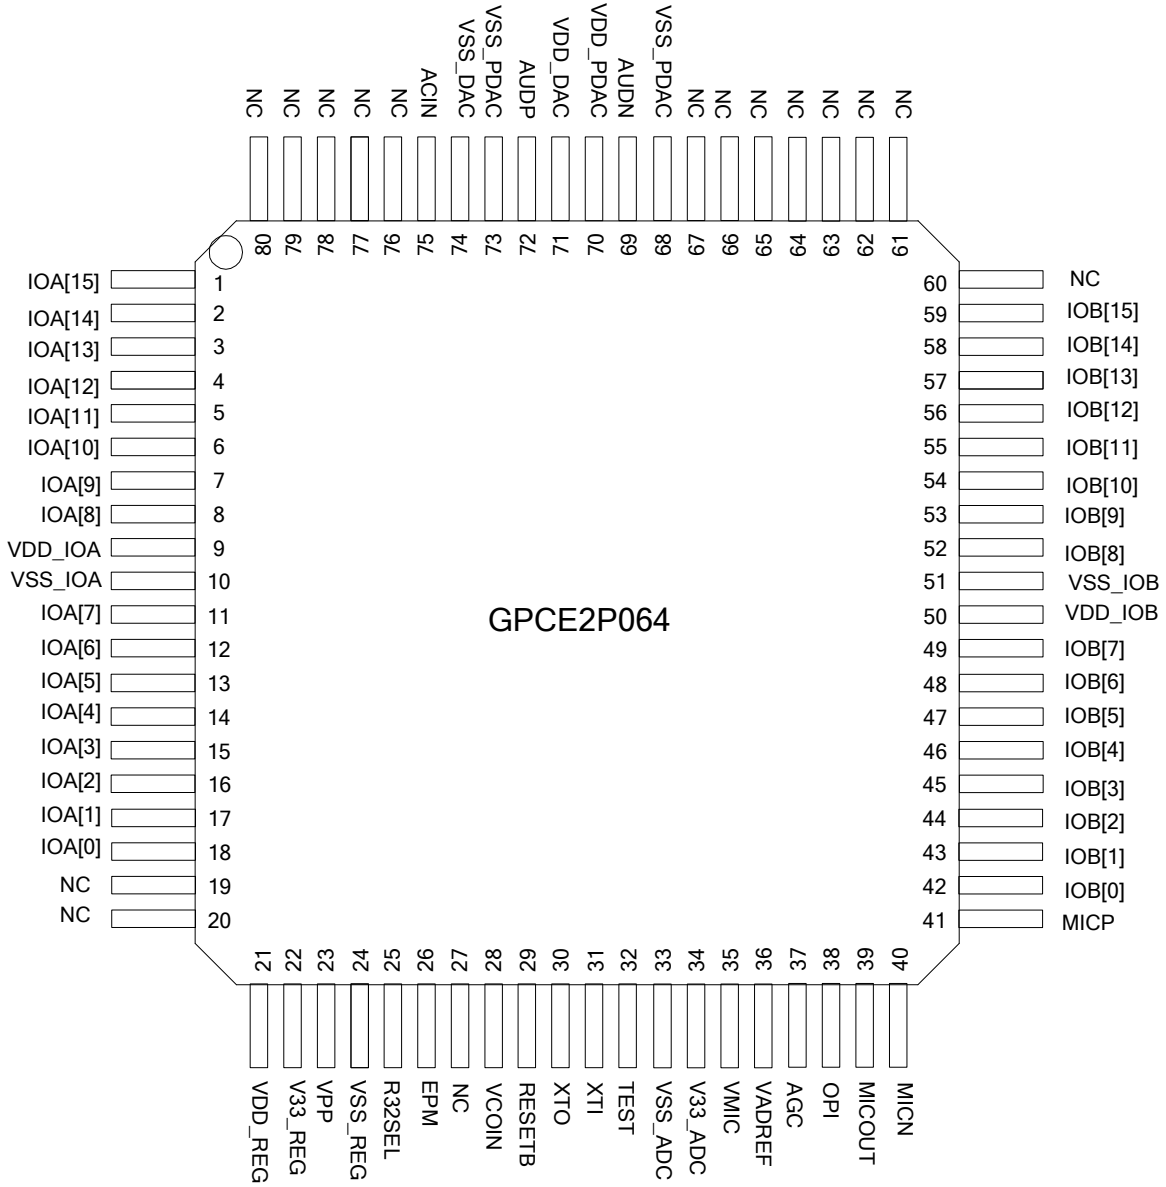 NC
NC
NC
NC
NC
ACIN
VSS_DAC
VSS_PDAC
AUDP
VDD_DAC
VDD_PDAC
AUDN
VSS_PDAC
NC
NC
NC
NC
NC
NC
NC
80
79
78
77
76
75
74
73
72
71
70
69
68
67
66
65
64
63
62
61
IOA[15] 1
IOA[14] 2
IOA[13] 3
IOA[12] 4
IOA[11] 5
IOA[10] 6
IOA[9] 7
IOA[8] 8
VDD_IOA 9
VSS_IOA 10
IOA[7] 11
IOA[6] 12
IOA[5] 13
IOA[4] 14
IOA[3] 15
IOA[2] 16
IOA[1] 17
IOA[0] 18
NC 19
NC 20
GPCE2P064
60 NC
59 IOB[15]
58 IOB[14]
57 IOB[13]
56 IOB[12]
55 IOB[11]
54 IOB[10]
53 IOB[9]
52 IOB[8]
51 VSS_IOB
50 VDD_IOB
49 IOB[7]
48 IOB[6]
47 IOB[5]
46 IOB[4]
45 IOB[3]
44 IOB[2]
43 IOB[1]
42 IOB[0]
41 MICP
21
22
23
24
25
26
27
28
29
30
31
32
33
34
35
36
37
38
39
40
VDD_REG
V33_REG
VPP
VSS_REG
R32SEL
EPM
NC
VCOIN
RESETB
XTO
XTI
TEST
VSS_ADC
V33_ADC
VMIC
VADREF
AGC
OPI
MICOUT
MICN